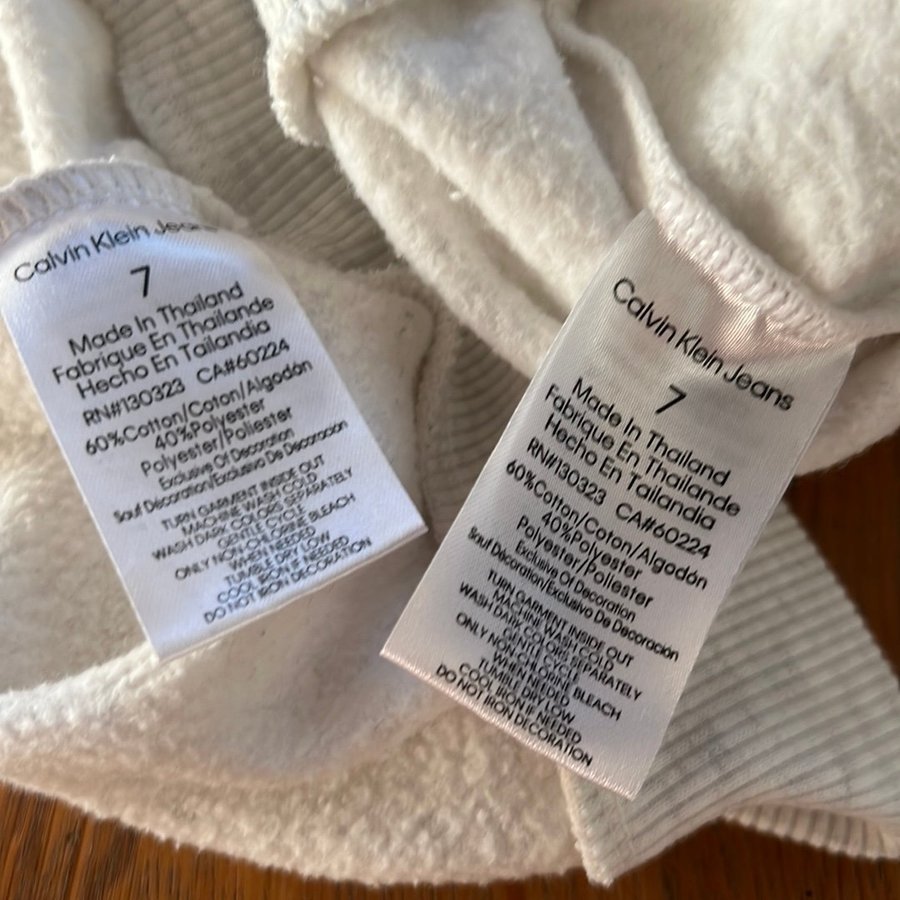 Calvin Klein Jeans
7
Made In Thailand
Fabrique En Thaïlande
Hecho En Tailandia
RN#130323 CA#60224
60%Cotton/Coton/Algodón
40%Polyester
Polyester/Poliester
Exclusive Of Decoration
Sauf Décoration/Exclusivo De Decoración
TURN GARMENT INSIDE OUT
MACHINE WASH COLD
WASH DARK COLORS SEPARATELY
GENTLE CYCLE
ONLY NON-CHLORINE BLEACH
WHEN NEEDED
TUMBLE DRY LOW
COOL IRON IF NEEDED
DO NOT IRON DECORATION
Calvin Klein Jeans
7
Made In Thailand
Fabrique En Thailande
Hecho En Tailandia
RN#130323 CA#60224
60%Cotton/Coton/Algodón
40%Polyester
Polyester/Poliester
Exclusive Of Decoration
Sauf Décoration/Exclusivo De Decoración
TURN GARMENT INSIDE OUT
MACHINE WASH COLD
WASH DARK COLORS SEPARATELY
GENTLE CYCLE
ONLY NON-CHLORINE BLEACH
WHEN NEEDED
TUMBLE DRY LOW
COOL IRON IF NEEDED
DO NOT IRON DECORATION